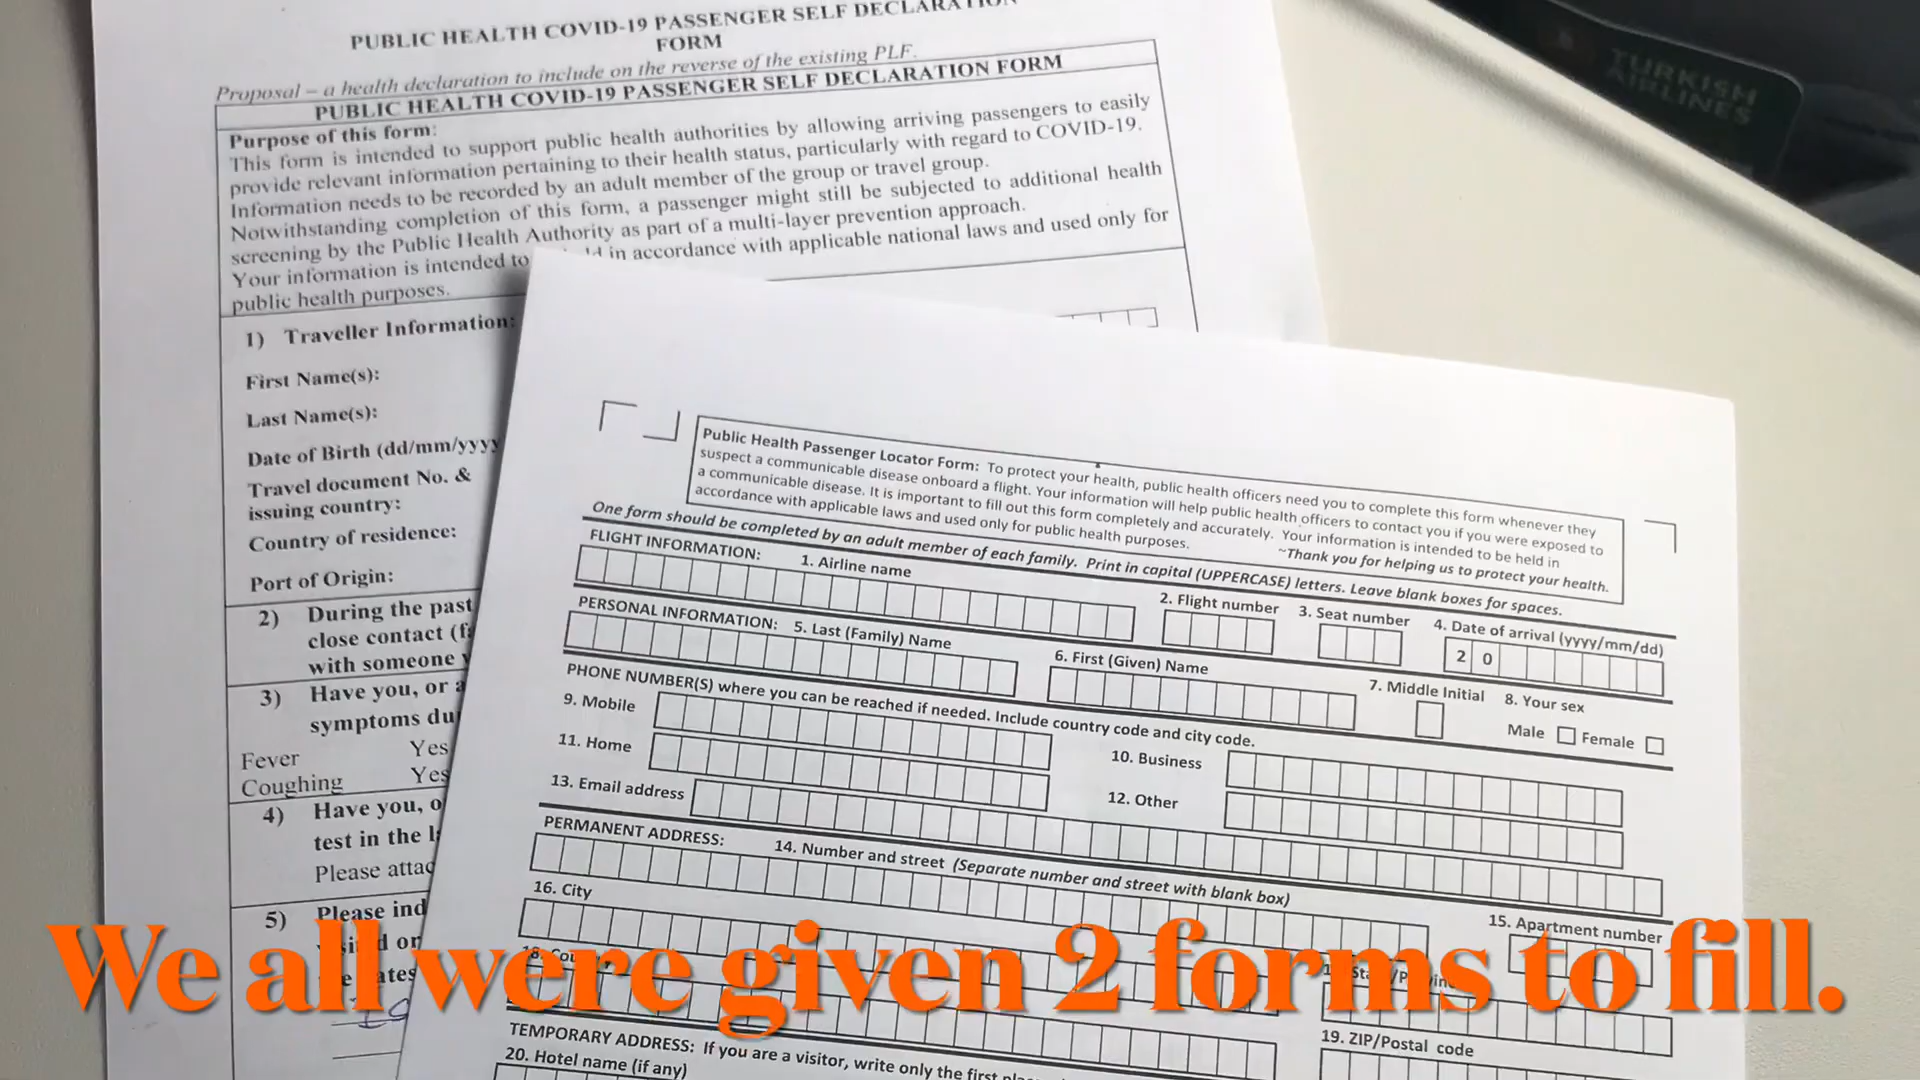 PUBLIC HEALTH COVID-19 PASSENGER SELF DECLARATION
FORM
Proposal – a health declaration to include on the reverse of the existing PLF.
PUBLIC HEALTH COVID-19 PASSENGER SELF DECLARATION FORM
Purpose of this form:
This form is intended to support public health authorities by allowing arriving passengers to easily
provide relevant information pertaining to their health status, particularly with regard to COVID-19.
Information needs to be recorded by an adult member of the group or travel group.
Notwithstanding completion of this form, a passenger might still be subjected to additional health
screening by the Public Health Authority as part of a multi-layer prevention approach.
Your information is intended to in accordance with applicable national laws and used only for
public health purposes.
1) Traveller Information:
First Name(s):
Last Name(s):
Date of Birth (dd/mm/yyyy
Travel document No. &
issuing country:
Country of residence:
Port of Origin:
2) During the past
close contact (fa
with someone y
3) Have you, or a
symptoms du
Fever Yes
Coughing Yes
4) Have you, o
test in the l
Please attac
5) Please ind
TURKISH
AIRLINES
Public Health Passenger Locator Form: To protect your health, public health officers need you to complete this form whenever they
suspect a communicable disease onboard a flight. Your information will help public health officers to contact you if you were exposed to
a communicable disease. It is important to fill out this form completely and accurately. Your information is intended to be held in
accordance with applicable laws and used only for public health purposes. ~Thank you for helping us to protect your health.
One form should be completed by an adult member of each family. Print in capital (UPPERCASE) letters. Leave blank boxes for spaces.
FLIGHT INFORMATION: 1. Airline name 2. Flight number 3. Seat number 4. Date of arrival (yyyy/mm/dd)
2 0
PERSONAL INFORMATION: 5. Last (Family) Name 6. First (Given) Name 7. Middle Initial 8. Your sex
Male Female
PHONE NUMBER(S) where you can be reached if needed. Include country code and city code.
9. Mobile 10. Business
11. Home 12. Other
13. Email address
PERMANENT ADDRESS: 14. Number and street (Separate number and street with blank box) 15. Apartment number
16. City
19. ZIP/Postal code
TEMPORARY ADDRESS: If you are a visitor, write only the first
20. Hotel name (if any)
We all were given 2 forms to fill.